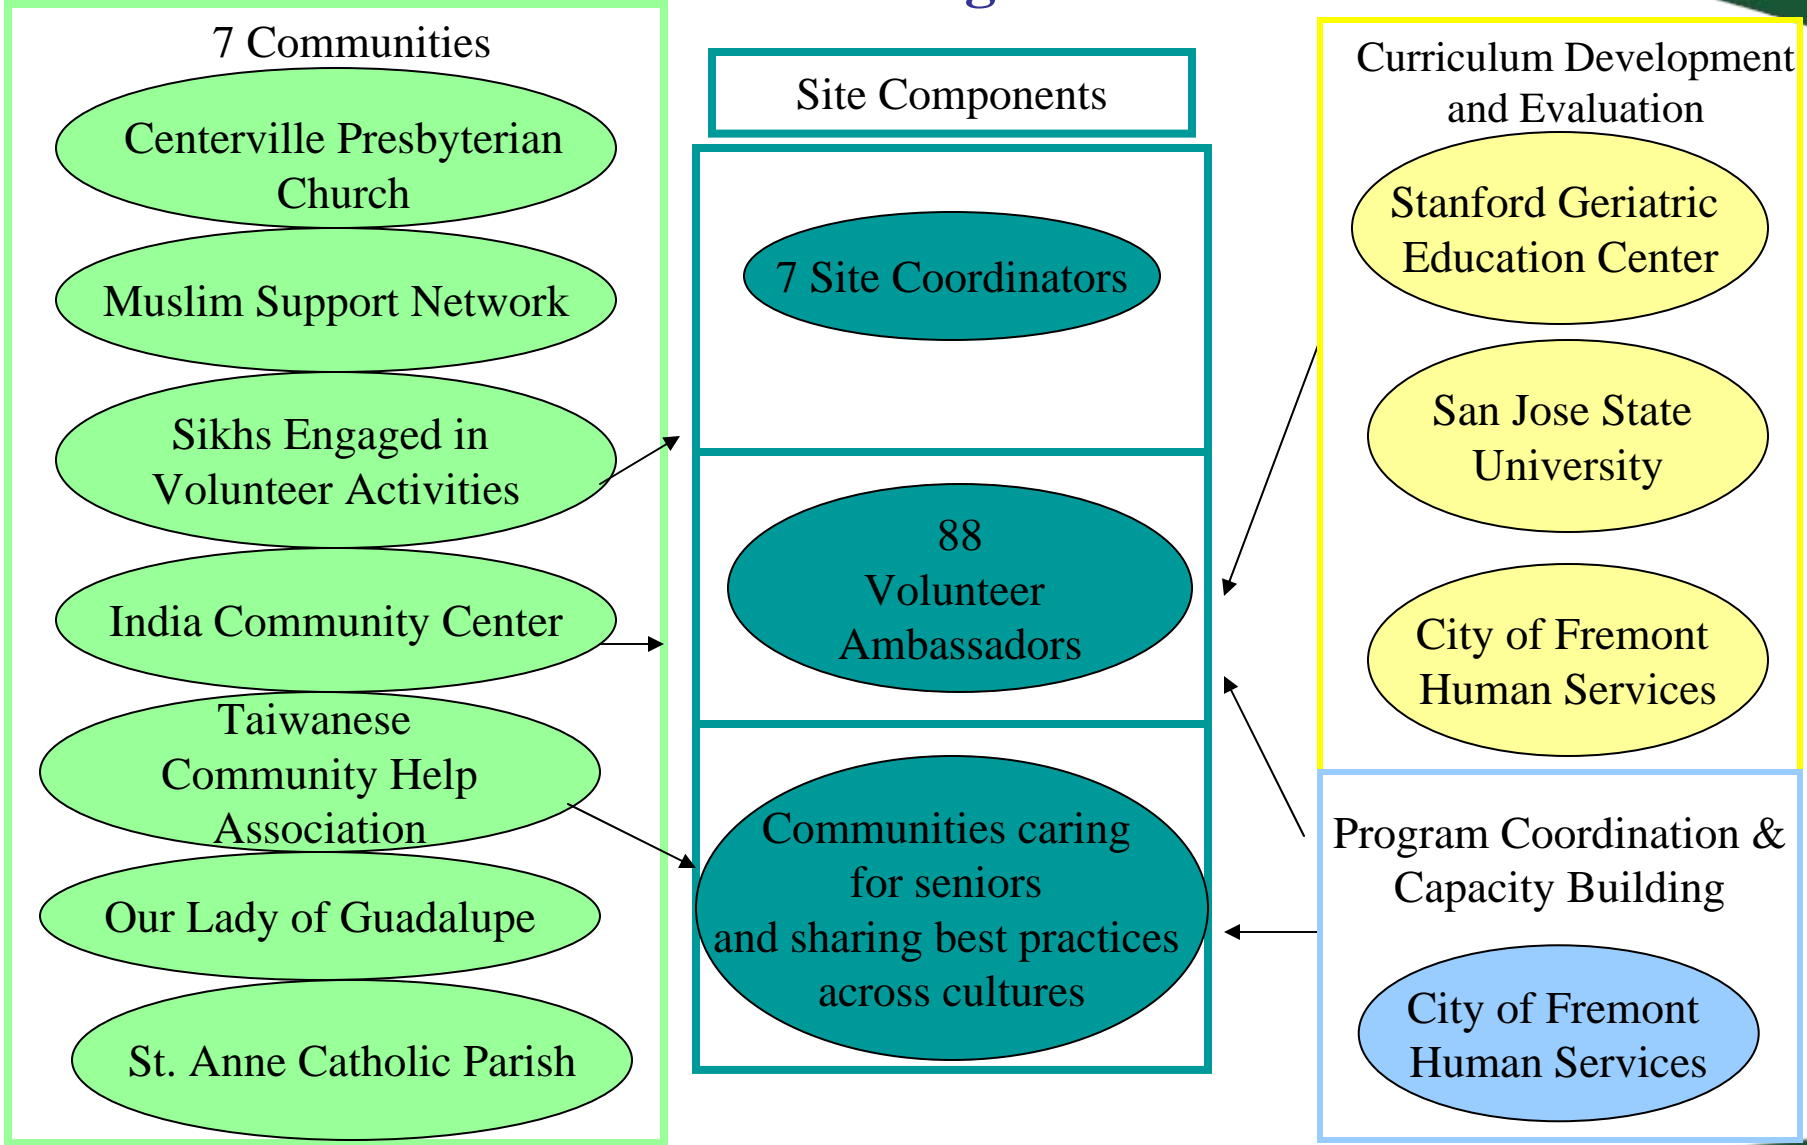 7 Communities
Centerville Presbyterian
Church
Muslim Support Network
Sikhs Engaged in
Volunteer Activities
India Community Center
Taiwanese
Community Help
Association
Our Lady of Guadalupe
St. Anne Catholic Parish
Site Components
7 Site Coordinators
88
Volunteer
Ambassadors
Communities caring
for seniors
and sharing best practices
across cultures
Curriculum Development
and Evaluation
Stanford Geriatric
Education Center
San Jose State
University
City of Fremont
Human Services
Program Coordination &
Capacity Building
City of Fremont
Human Services